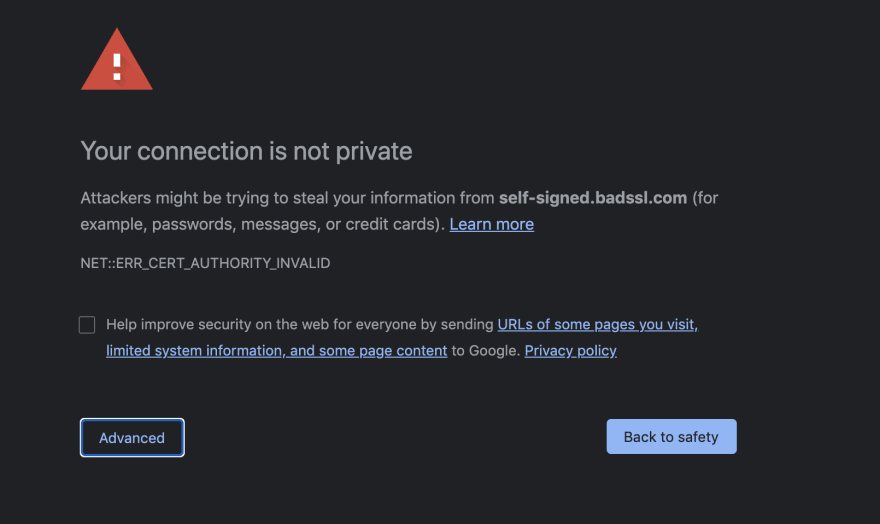 Your connection is not private
Attackers might be trying to steal your information from self-signed.badssl.com (for
example, passwords, messages, or credit cards). Learn more
NET::ERR_CERT_AUTHORITY_INVALID
Help improve security on the web for everyone by sending URLs of some pages you visit,
limited system information, and some page content to Google. Privacy policy
Advanced
Back to safety